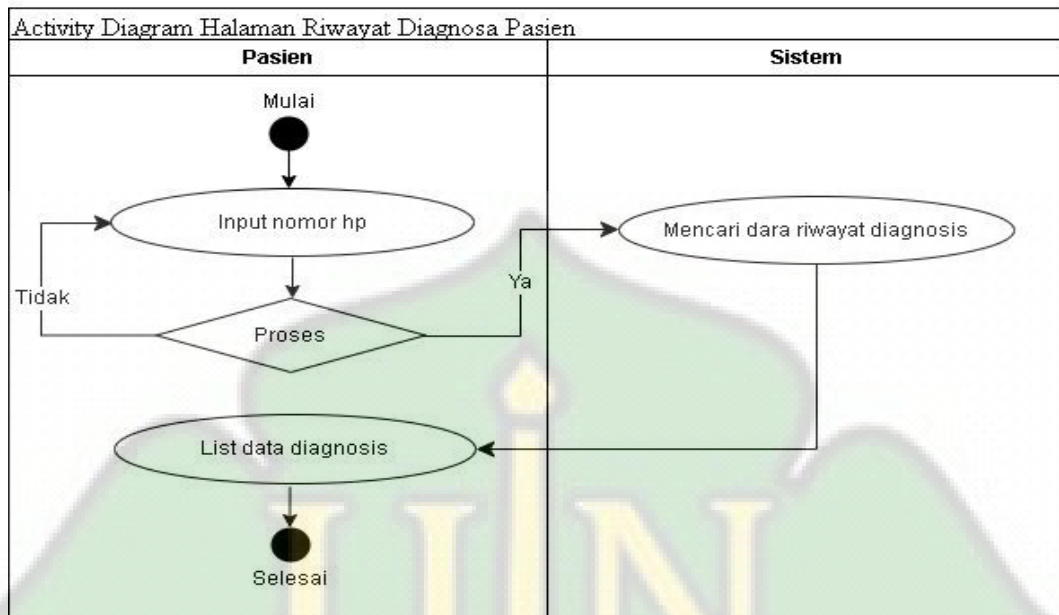 Activity Diagram Halaman Riwayat Diagnosa Pasien
Pasien
Sistem
Mulai
Input nomor hp
Mencari dara riwayat diagnosis
Tidak
Ya
Proses
List data diagnosis
Selesai
UIN